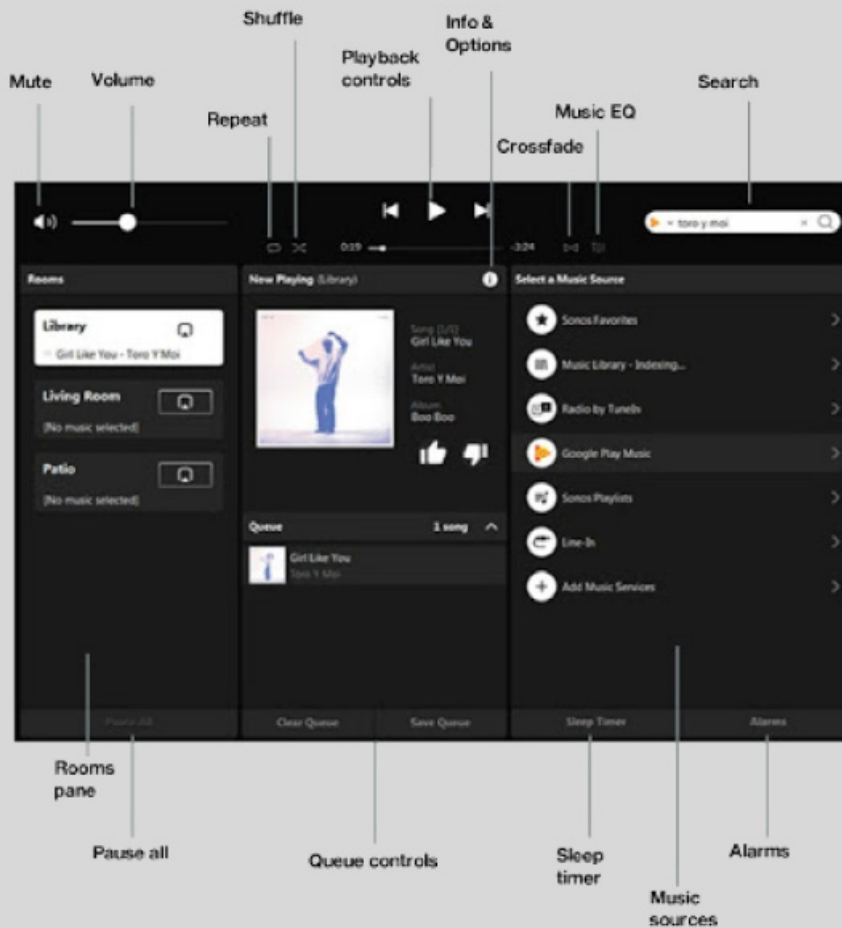 Shuffle
Info &
Options
Playback
controls
Mute
Volume
Search
Repeat
Music EQ
Crossfade
toro y moi
0:19
-3:24
Rooms
Now Playing (Library)
Select a Music Source
Library
Girl Like You - Toro Y Moi
Living Room
[No music selected]
Patio
[No music selected]
Song [1/1]
Girl Like You
Artist
Toro Y Moi
Album
Boo Boo
Queue
1 song
Girl Like You
Toro Y Moi
Sonos Favorites
Music Library - Indexing...
Radio by TuneIn
Google Play Music
Sonos Playlists
Line-In
Add Music Services
Pause All
Clear Queue
Save Queue
Sleep Timer
Alarms
Rooms
pane
Pause all
Queue controls
Sleep
timer
Alarms
Music
sources